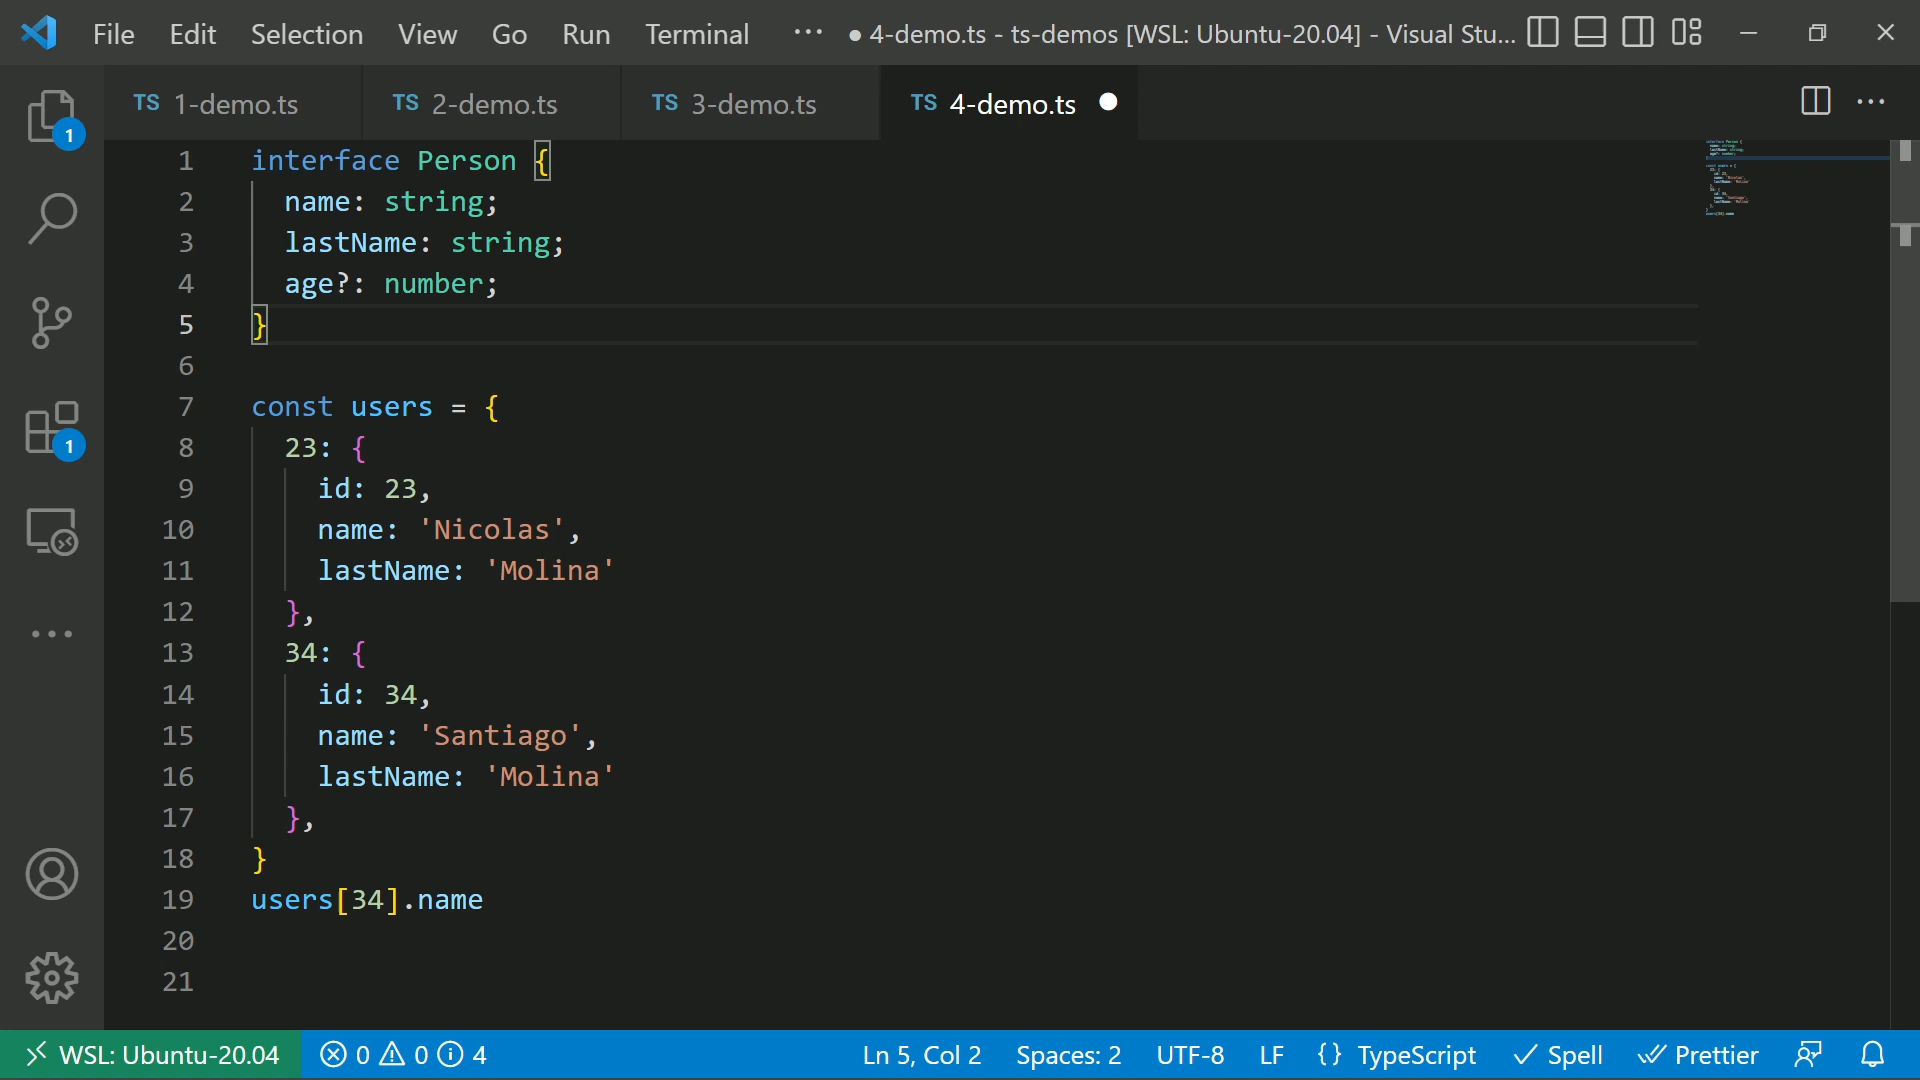 File Edit Selection View Go Run Terminal ··· ● 4-demo.ts - ts-demos [WSL: Ubuntu-20.04] - Visual Stu...
TS 1-demo.ts TS 2-demo.ts TS 3-demo.ts TS 4-demo.ts ●
1 interface Person {
2   name: string;
3   lastName: string;
4   age?: number;
5 }
6
7 const users = {
8   23: {
9     id: 23,
10     name: 'Nicolas',
11     lastName: 'Molina'
12   },
13   34: {
14     id: 34,
15     name: 'Santiago',
16     lastName: 'Molina'
17   },
18 }
19 users[34].name
20
21
1
1
WSL: Ubuntu-20.04 0 0 4 Ln 5, Col 2 Spaces: 2 UTF-8 LF {} TypeScript Spell Prettier